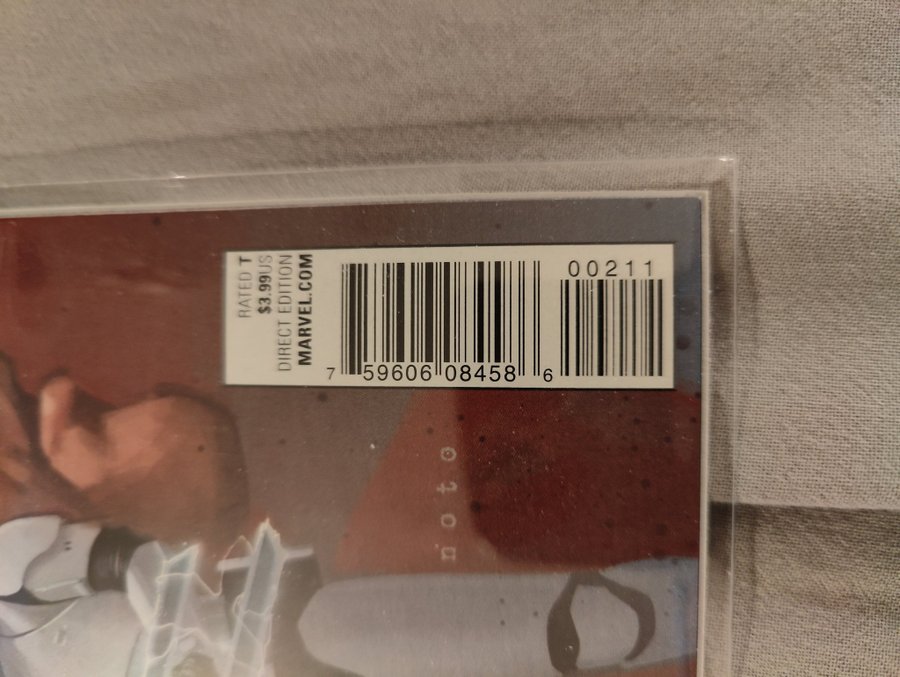 RATED T
$3.99US
DIRECT EDITION
MARVEL.COM
00211
7 59606 08458 6
noto